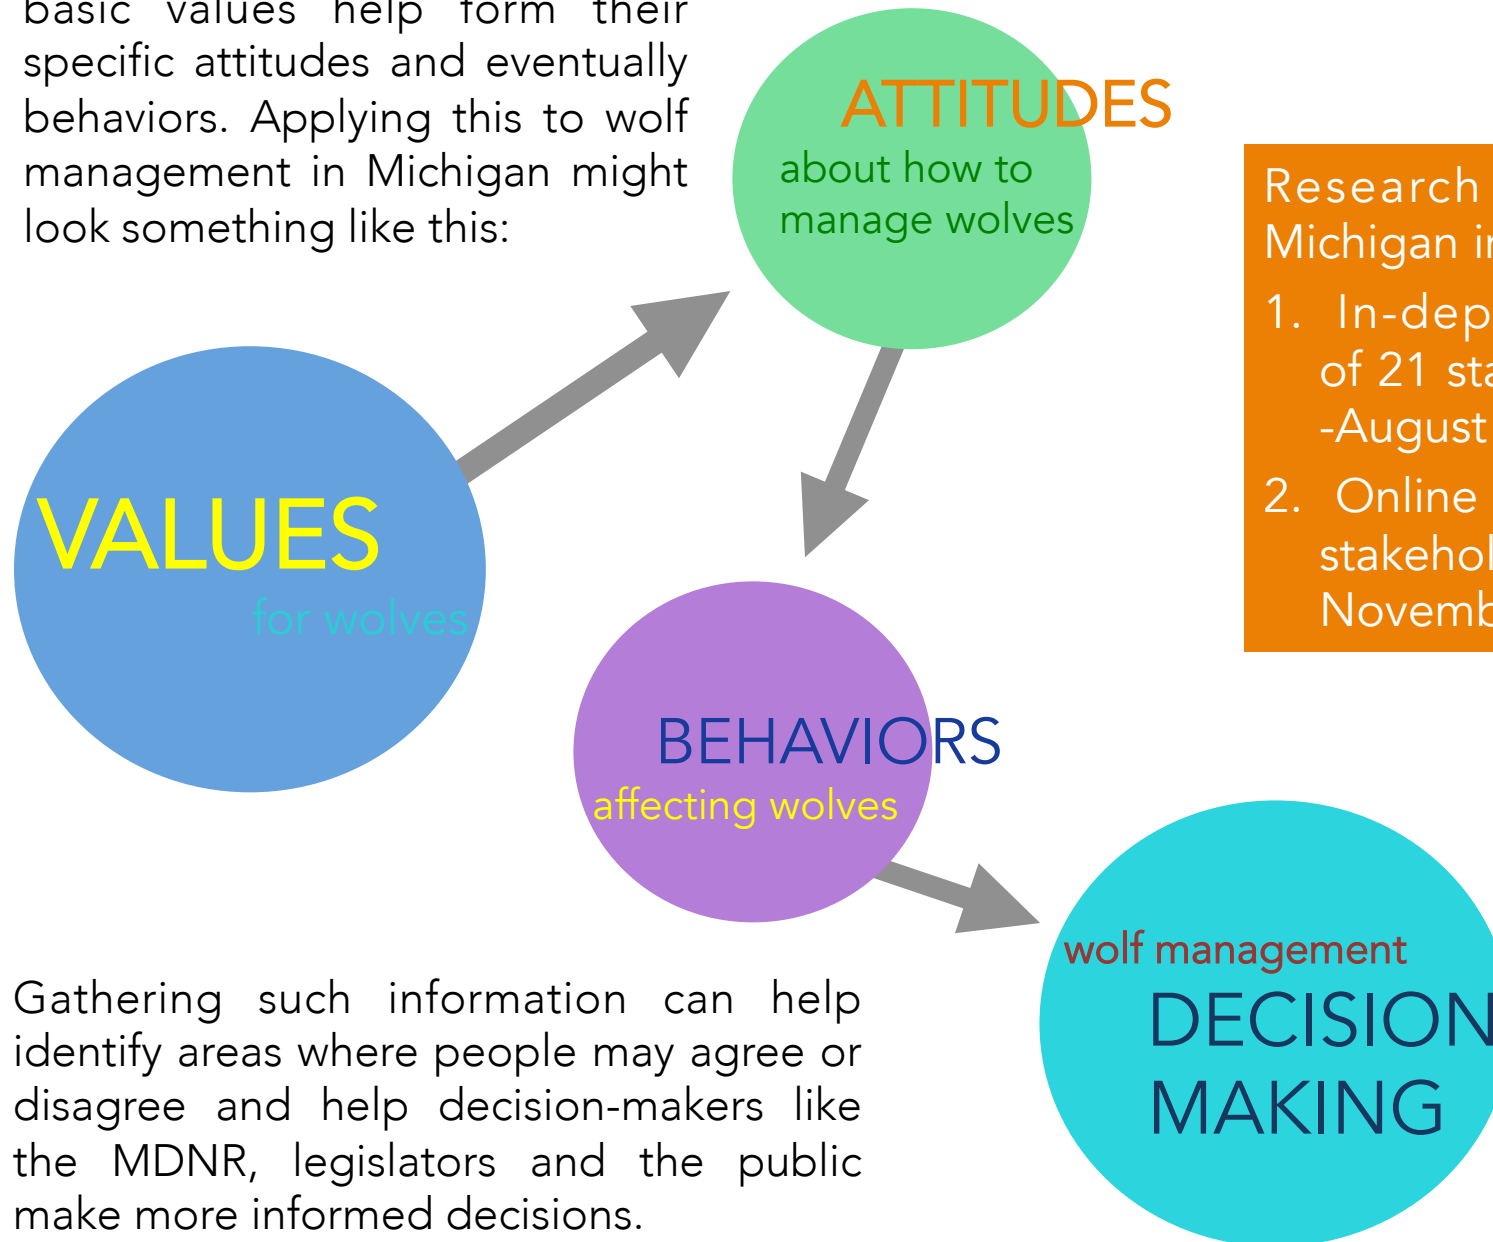 basic values help form their
specific attitudes and eventually
behaviors. Applying this to wolf
management in Michigan might
look something like this:
ATTITUDES
about how to
manage wolves
VALUES
for wolves
BEHAVIORS
affecting wolves
wolf management
DECISION
MAKING
Research
Michigan
1. In-dep
of 21
-August
2. Online
Gathering such information can help
identify areas where people may agree or
disagree and help decision-makers like
the MDNR, legislators and the public
make more informed decisions.